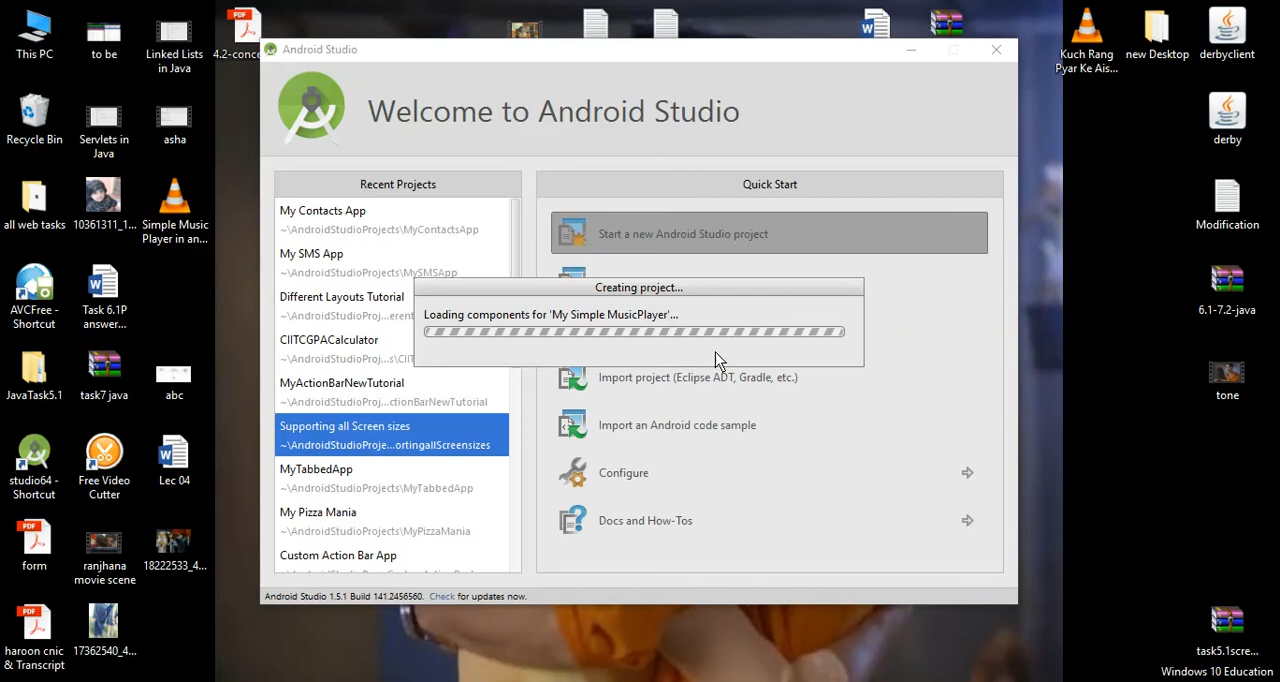 This PC
to be
Linked Lists
in Java
4.2-conce
Kuch Rang
Pyar Ke Ais...
new Desktop
derbyclient
Recycle Bin
Servlets in
Java
asha
derby
all web tasks
10361311_1...
Simple Music
Player in an...
Modification
AVCFree -
Shortcut
Task 6.1P
answer...
6.1-7.2-java
JavaTask5.1
task7 java
abc
tone
studio64 -
Shortcut
Free Video
Cutter
Lec 04
form
ranjhana
movie scene
18222533_4...
haroon cnic
& Transcript
17362540_4...
task5.1scre...
Windows 10 Education
Android Studio
Welcome to Android Studio
Recent Projects
My Contacts App
~\AndroidStudioProjects\MyContactsApp
My SMS App
~\AndroidStudioProjects\MySMSApp
Different Layouts Tutorial
~\AndroidStudioProj...erent
CIITCGPACalculator
~\AndroidStudioProj...s\CIIT
MyActionBarNewTutorial
~\AndroidStudioProj...ctionBarNewTutorial
Supporting all Screen sizes
~\AndroidStudioProje...ortingallScreensizes
MyTabbedApp
~\AndroidStudioProjects\MyTabbedApp
My Pizza Mania
~\AndroidStudioProjects\MyPizzaMania
Custom Action Bar App
Quick Start
Start a new Android Studio project
Creating project...
Loading components for 'My Simple MusicPlayer'...
Import project (Eclipse ADT, Gradle, etc.)
Import an Android code sample
Configure
Docs and How-Tos
Android Studio 1.5.1 Build 141.2456560. Check for updates now.